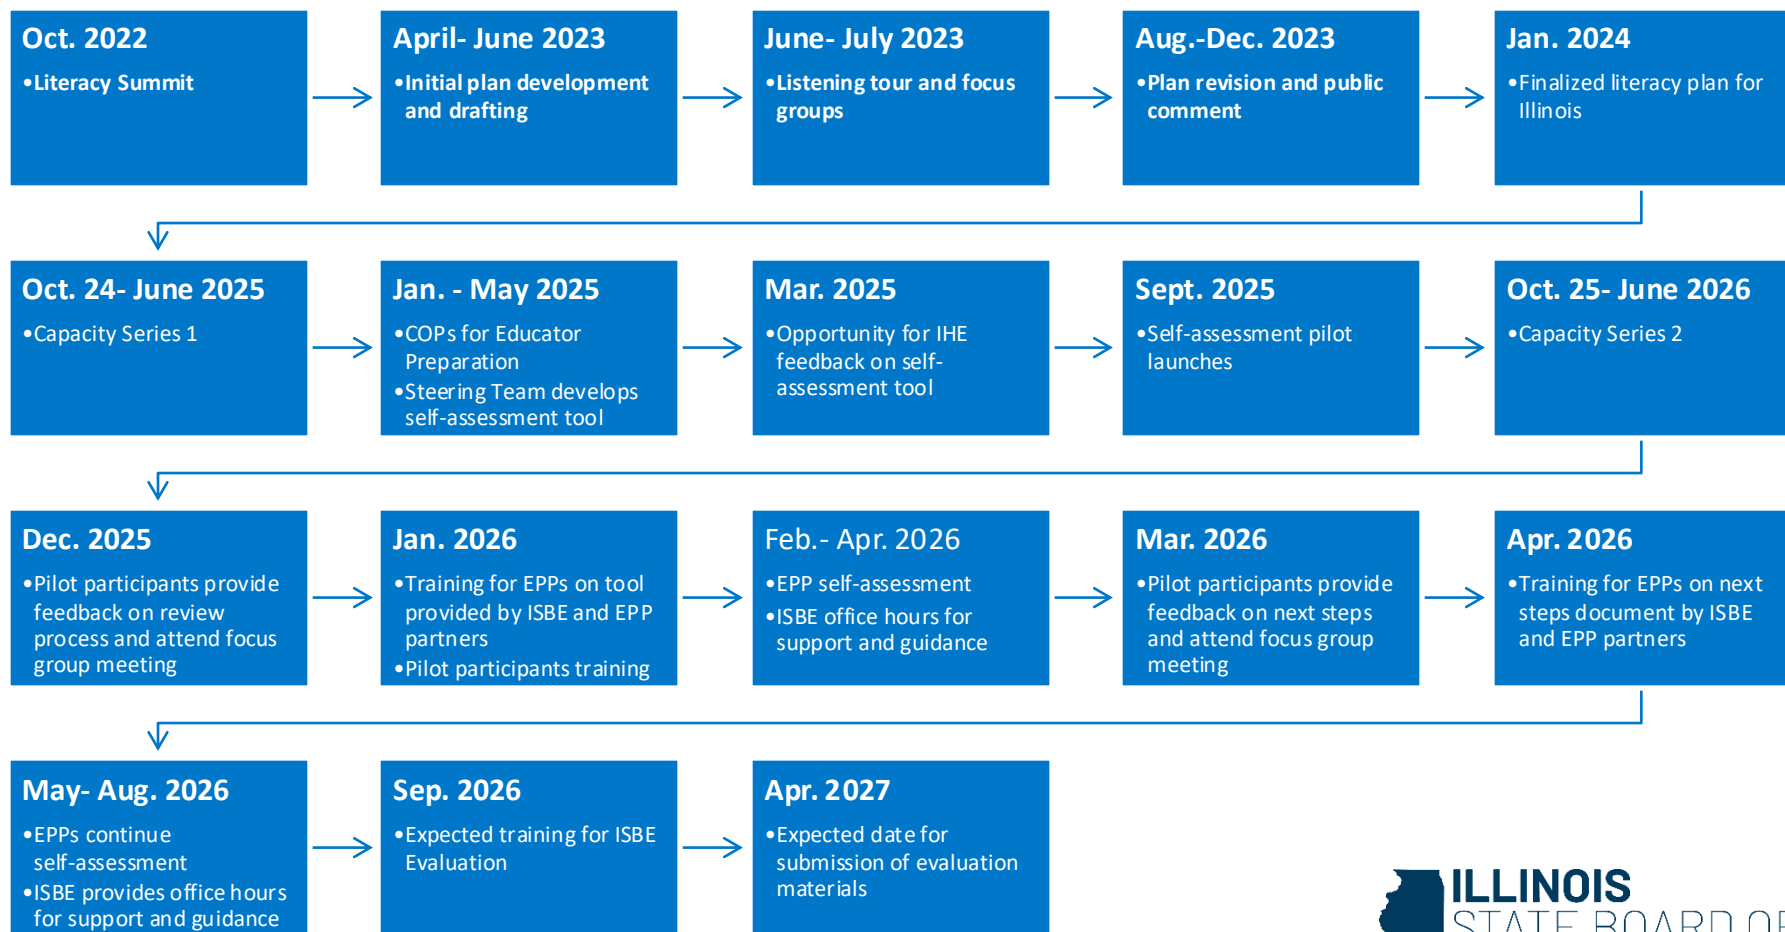 Oct. 2022
•Literacy Summit
April- June 2023
•Initial plan development
and drafting
June- July 2023
•Listening tour and focus
groups
Aug.-Dec. 2023
•Plan revision and public
comment
Jan. 2024
•Finalized literacy plan for
Illinois
Oct. 24- June 2025
•Capacity Series 1
Jan. - May 2025
•COPs for Educator
Preparation
•Steering Team develops
self-assessment tool
Mar. 2025
•Opportunity for IHE
feedback on self-
assessment tool
Sept. 2025
•Self-assessment pilot
launches
Oct. 25- June 2026
•Capacity Series 2
Dec. 2025
•Pilot participants provide
feedback on review
process and attend focus
group meeting
Jan. 2026
•Training for EPPs on tool
provided by ISBE and EPP
partners
•Pilot participants training
Feb.- Apr. 2026
•EPP self-assessment
•ISBE office hours for
support and guidance
Mar. 2026
•Pilot participants provide
feedback on next steps
and attend focus group
meeting
Apr. 2026
•Training for EPPs on next
steps document by ISBE
and EPP partners
May- Aug. 2026
•EPPs continue
self-assessment
•ISBE provides office hours
for support and guidance
Sep. 2026
•Expected training for ISBE
Evaluation
Apr. 2027
•Expected date for
submission of evaluation
materials
ILLINOIS
STATE BOARD OF